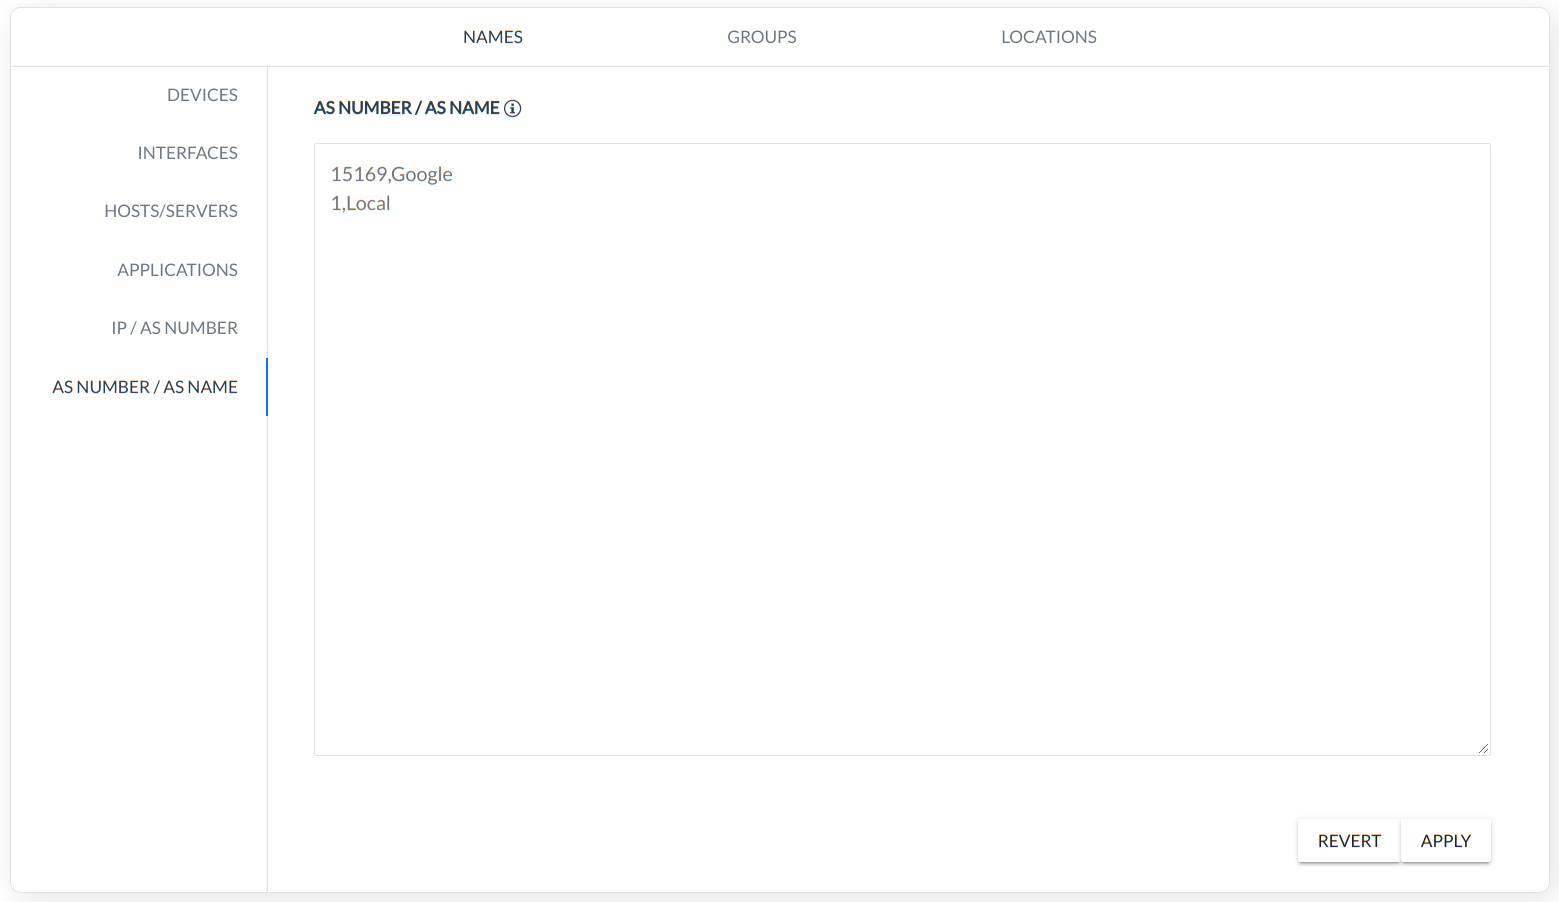 NAMES
GROUPS
LOCATIONS
DEVICES
INTERFACES
HOSTS/SERVERS
APPLICATIONS
IP / AS NUMBER
AS NUMBER / AS NAME
AS NUMBER / AS NAME
15169,Google
1,Local
REVERT
APPLY